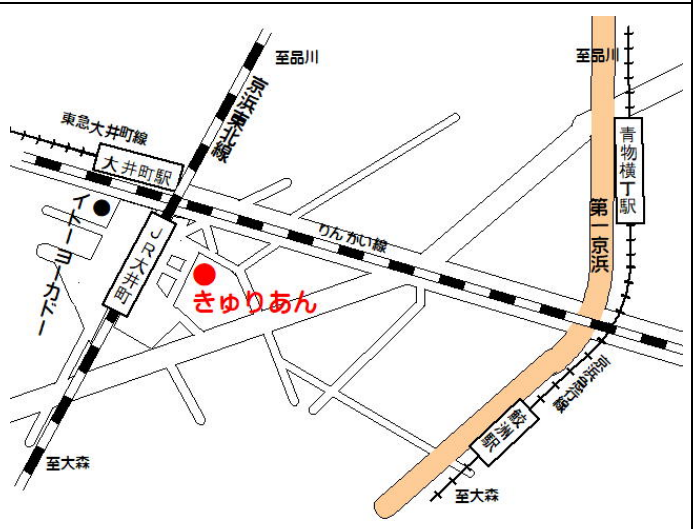 至品川
至品川
京浜東北線
東急大井町線
大井町駅
青物横丁駅
イトーヨーカドー
JR大井町
りんかい線
第一京浜
きゅりあん
京浜急行線
鮫洲駅
至大森
至大森